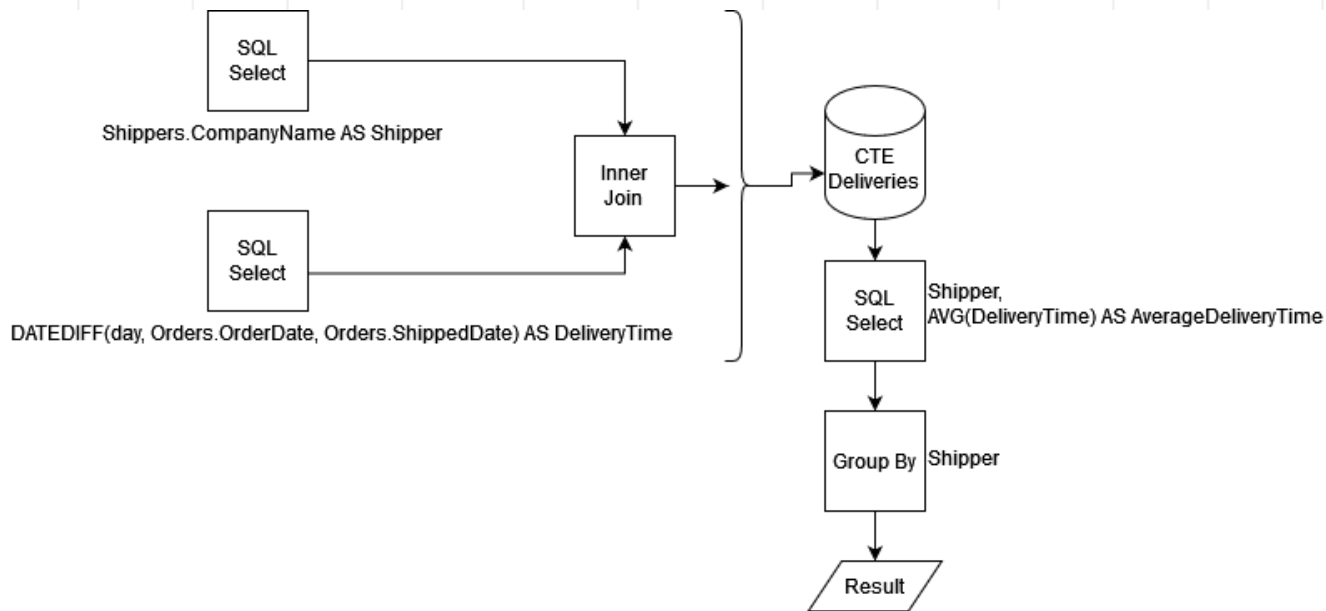 SQL
Select
Shippers.CompanyName AS Shipper
Inner
Join
SQL
Select
DATEDIFF(day, Orders.OrderDate, Orders.ShippedDate) AS DeliveryTime
CTE
Deliveries
SQL
Select
Shipper,
AVG(DeliveryTime) AS AverageDeliveryTime
Group By
Shipper
Result